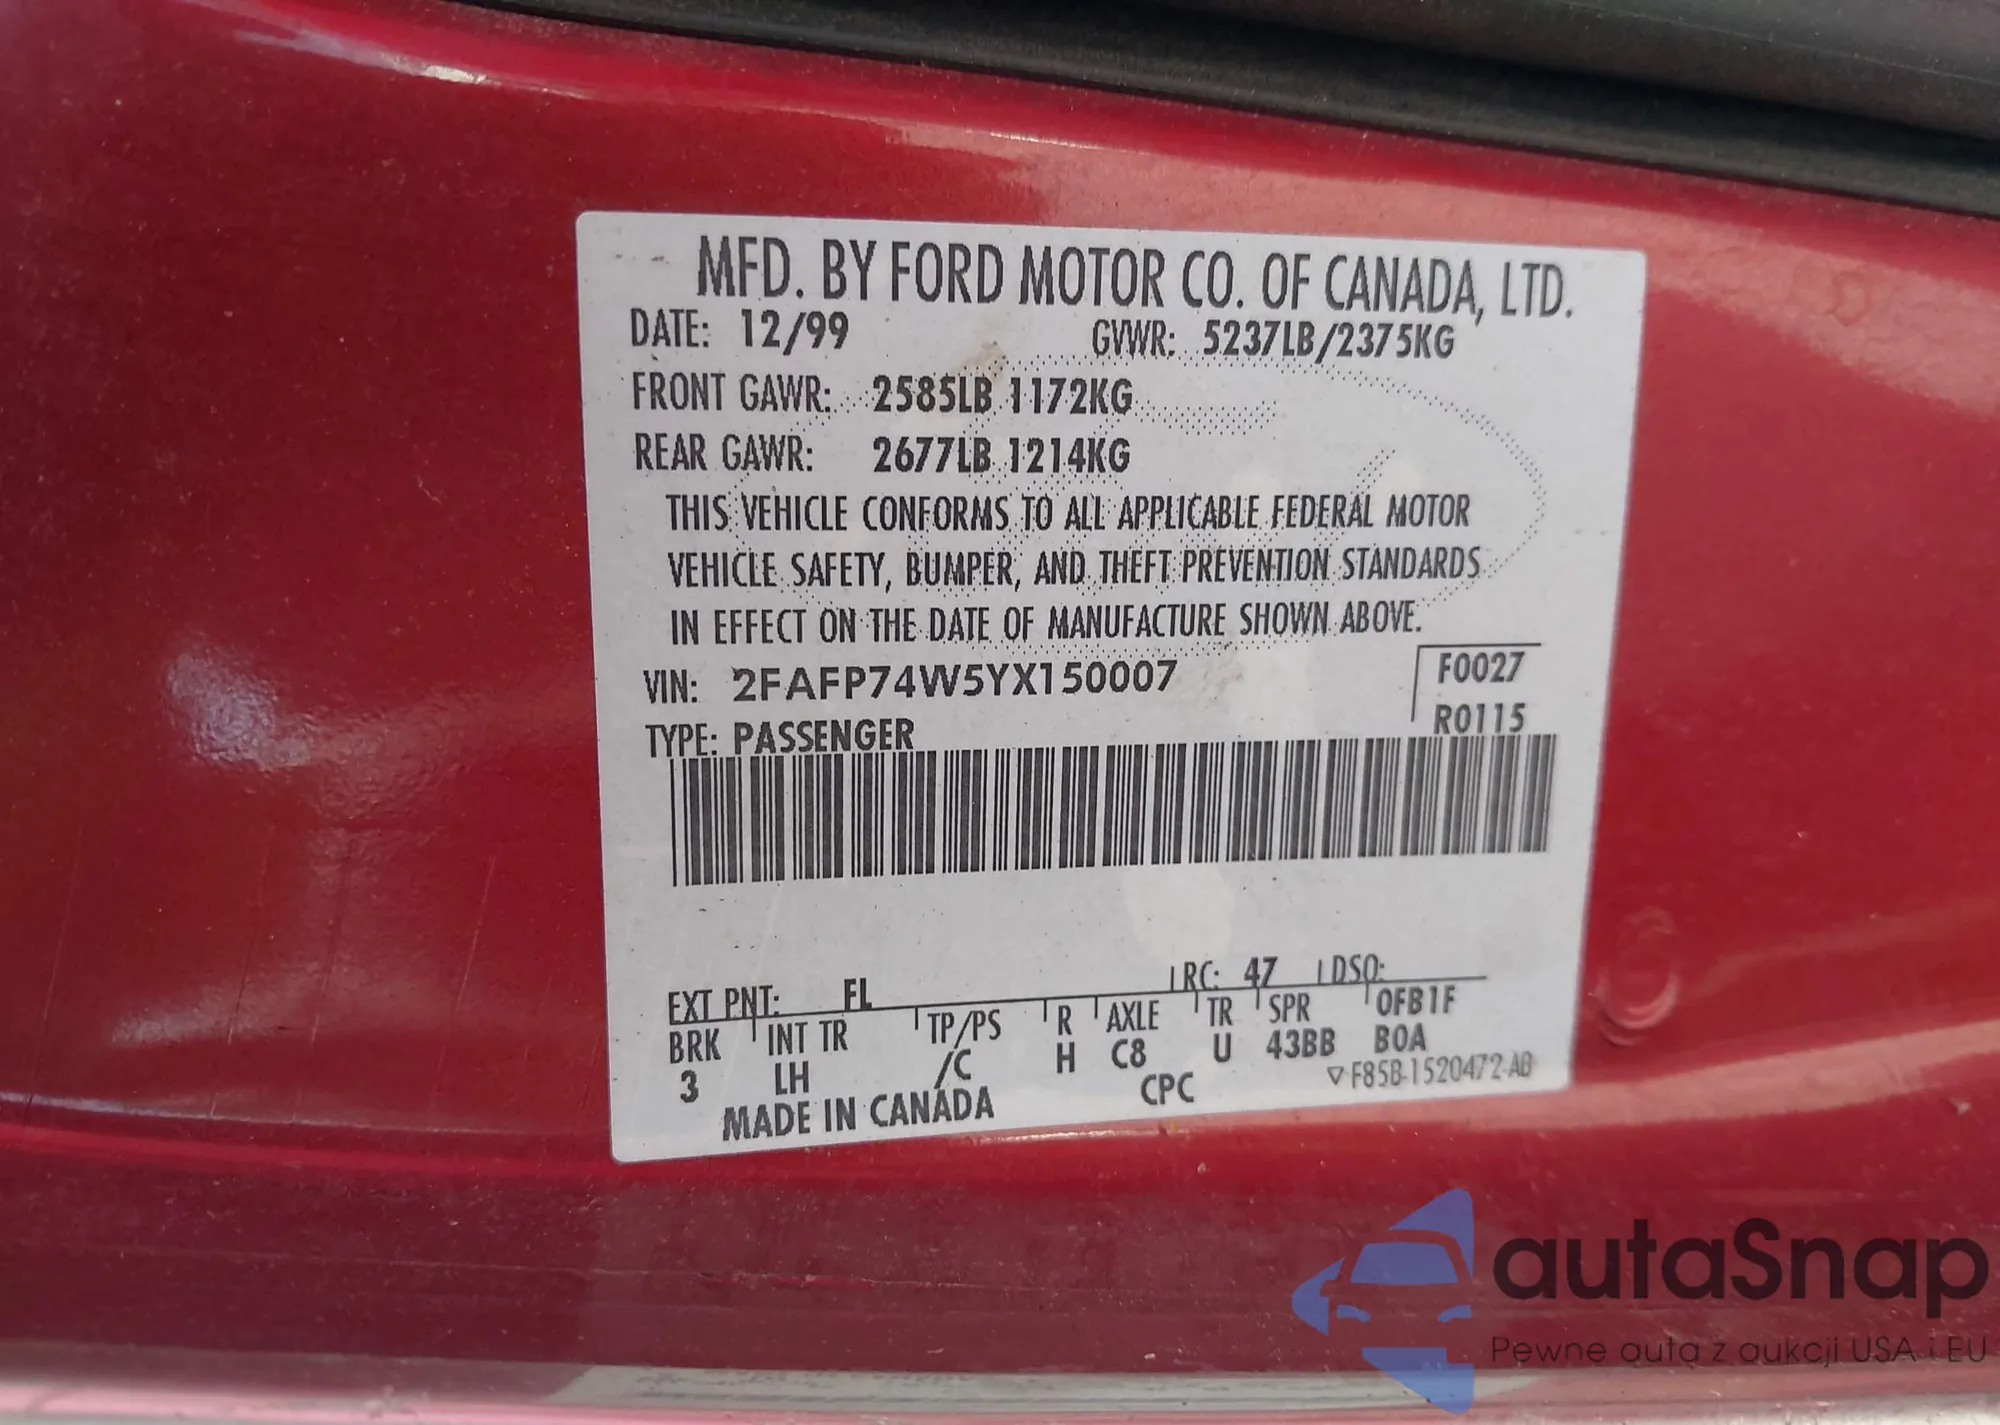 MFD. BY FORD MOTOR CO. OF CANADA, LTD.
DATE: 12/99 GVWR: 5237LB/2375KG
FRONT GAWR: 2585LB 1172KG
REAR GAWR: 2677LB 1214KG
THIS VEHICLE CONFORMS TO ALL APPLICABLE FEDERAL MOTOR
VEHICLE SAFETY, BUMPER, AND THEFT PREVENTION STANDARDS
IN EFFECT ON THE DATE OF MANUFACTURE SHOWN ABOVE.
VIN: 2FAFP74W5YX150007 F0027
TYPE: PASSENGER R0115
EXT PNT: FL RC: 47 DSO:
BRK INT TR TP/PS R AXLE TR SPR 0FB1F
3 LH /C H C8 U 43BB B0A
MADE IN CANADA CPC ▽F85B-1520472-AB
autaSnap
Pewne auta z aukcji USA i EU